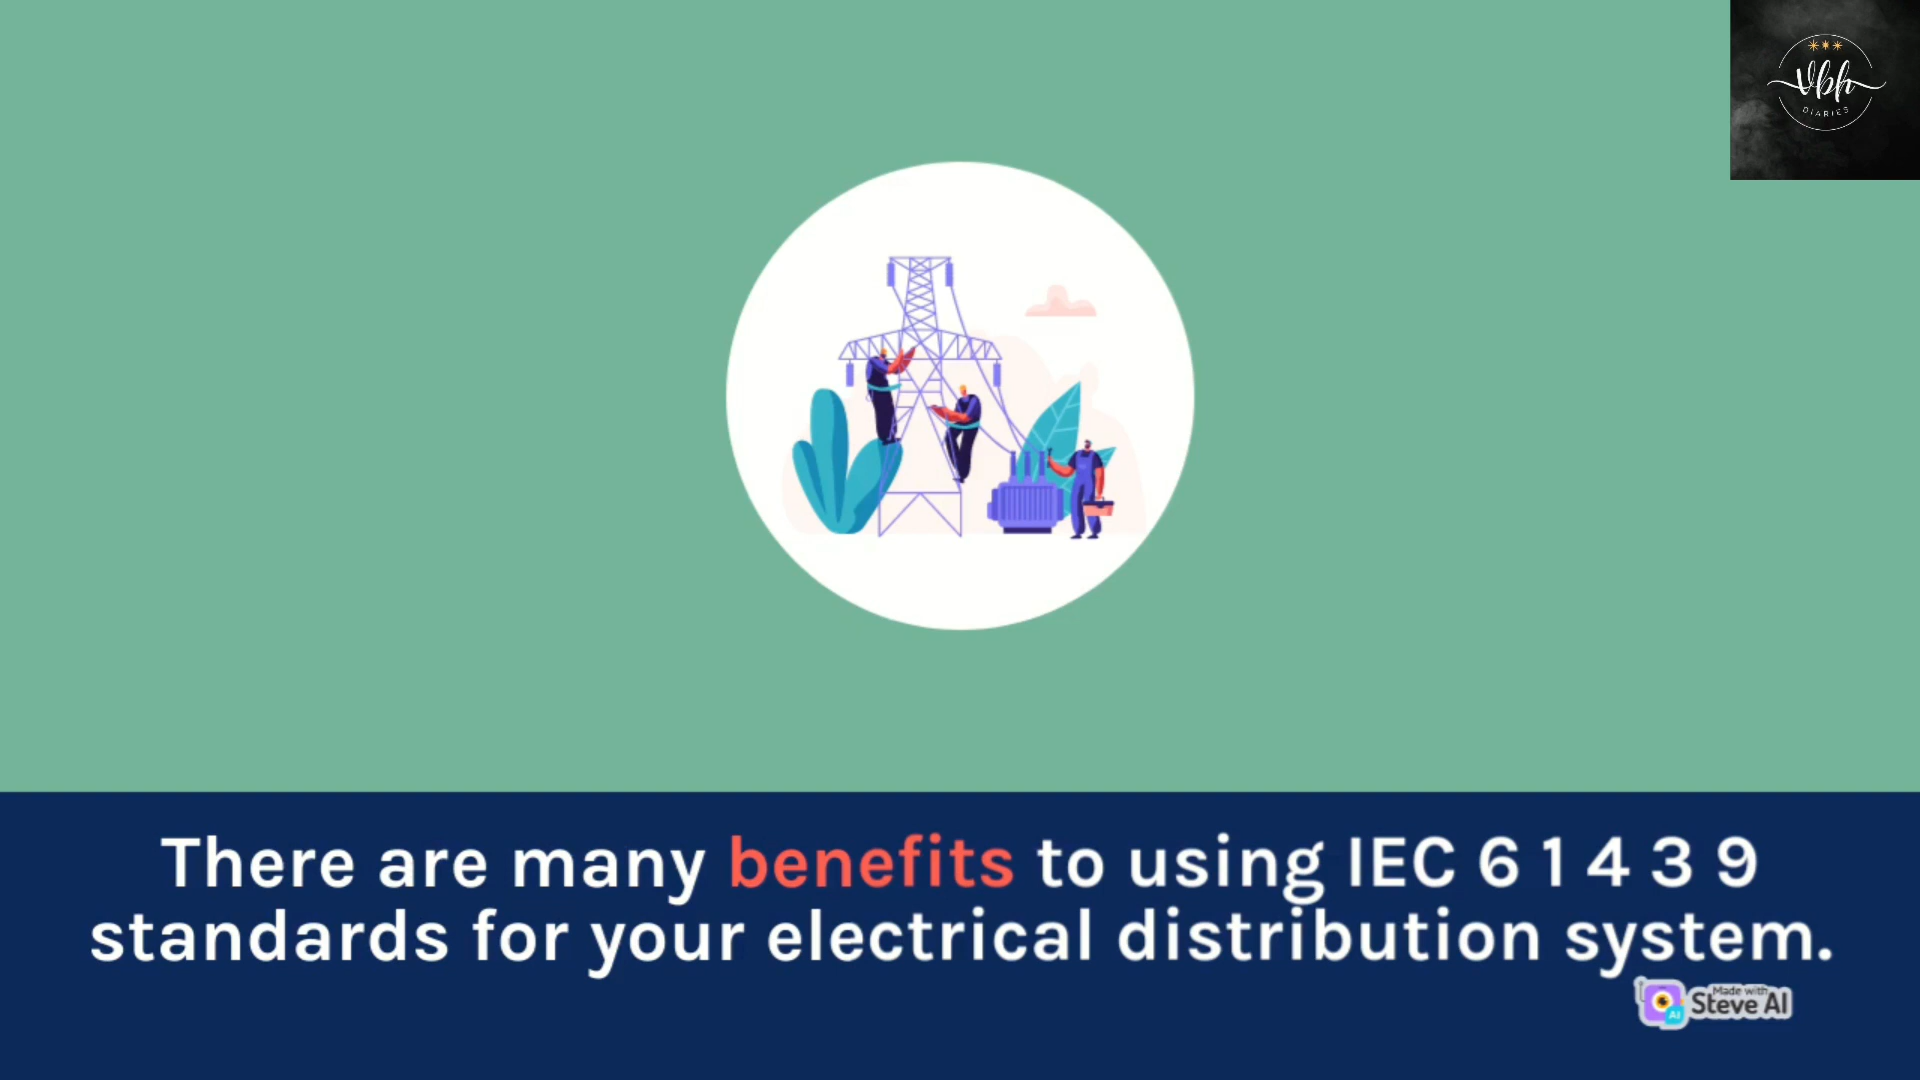 Vbh
DIARIES
There are many benefits to using IEC 6 1 4 3 9
standards for your electrical distribution system.
Made with
Steve AI
AI